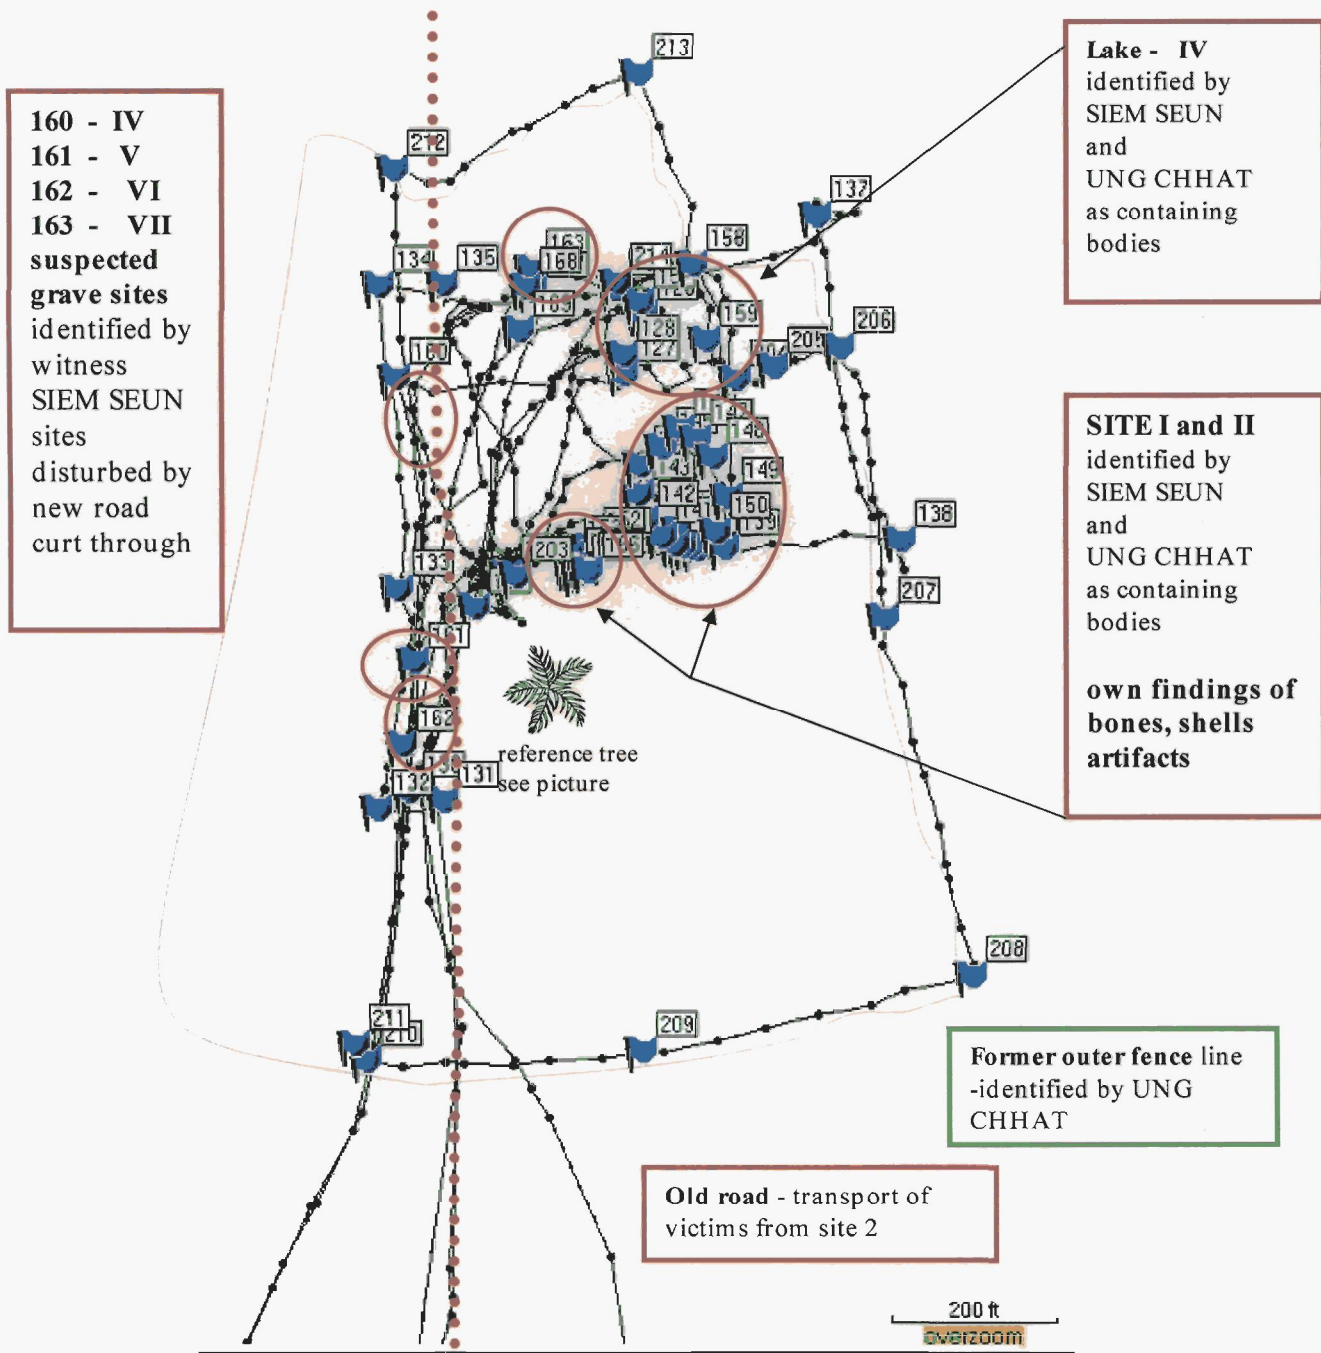 213
Lake - IV
identified by
SIEM SEUN
and
UNG CHHAT
as containing
bodies
160 - IV
161 - V
162 - VI
163 - VII
suspected
grave sites
identified by
witness
SIEM SEUN
sites
disturbed by
new road
curt through
212
137
158
134
135
163
168
159
206
128
127
160
SITE I and II
identified by
SIEM SEUN
and
UNG CHHAT
as containing
bodies
own findings of
bones, shells
artifacts
149
142
150
138
203
133
207
162
reference tree
see picture
131
132
208
211
210
209
Former outer fence line
-identified by UNG
CHHAT
Old road - transport of
victims from site 2
200 ft
overzoom